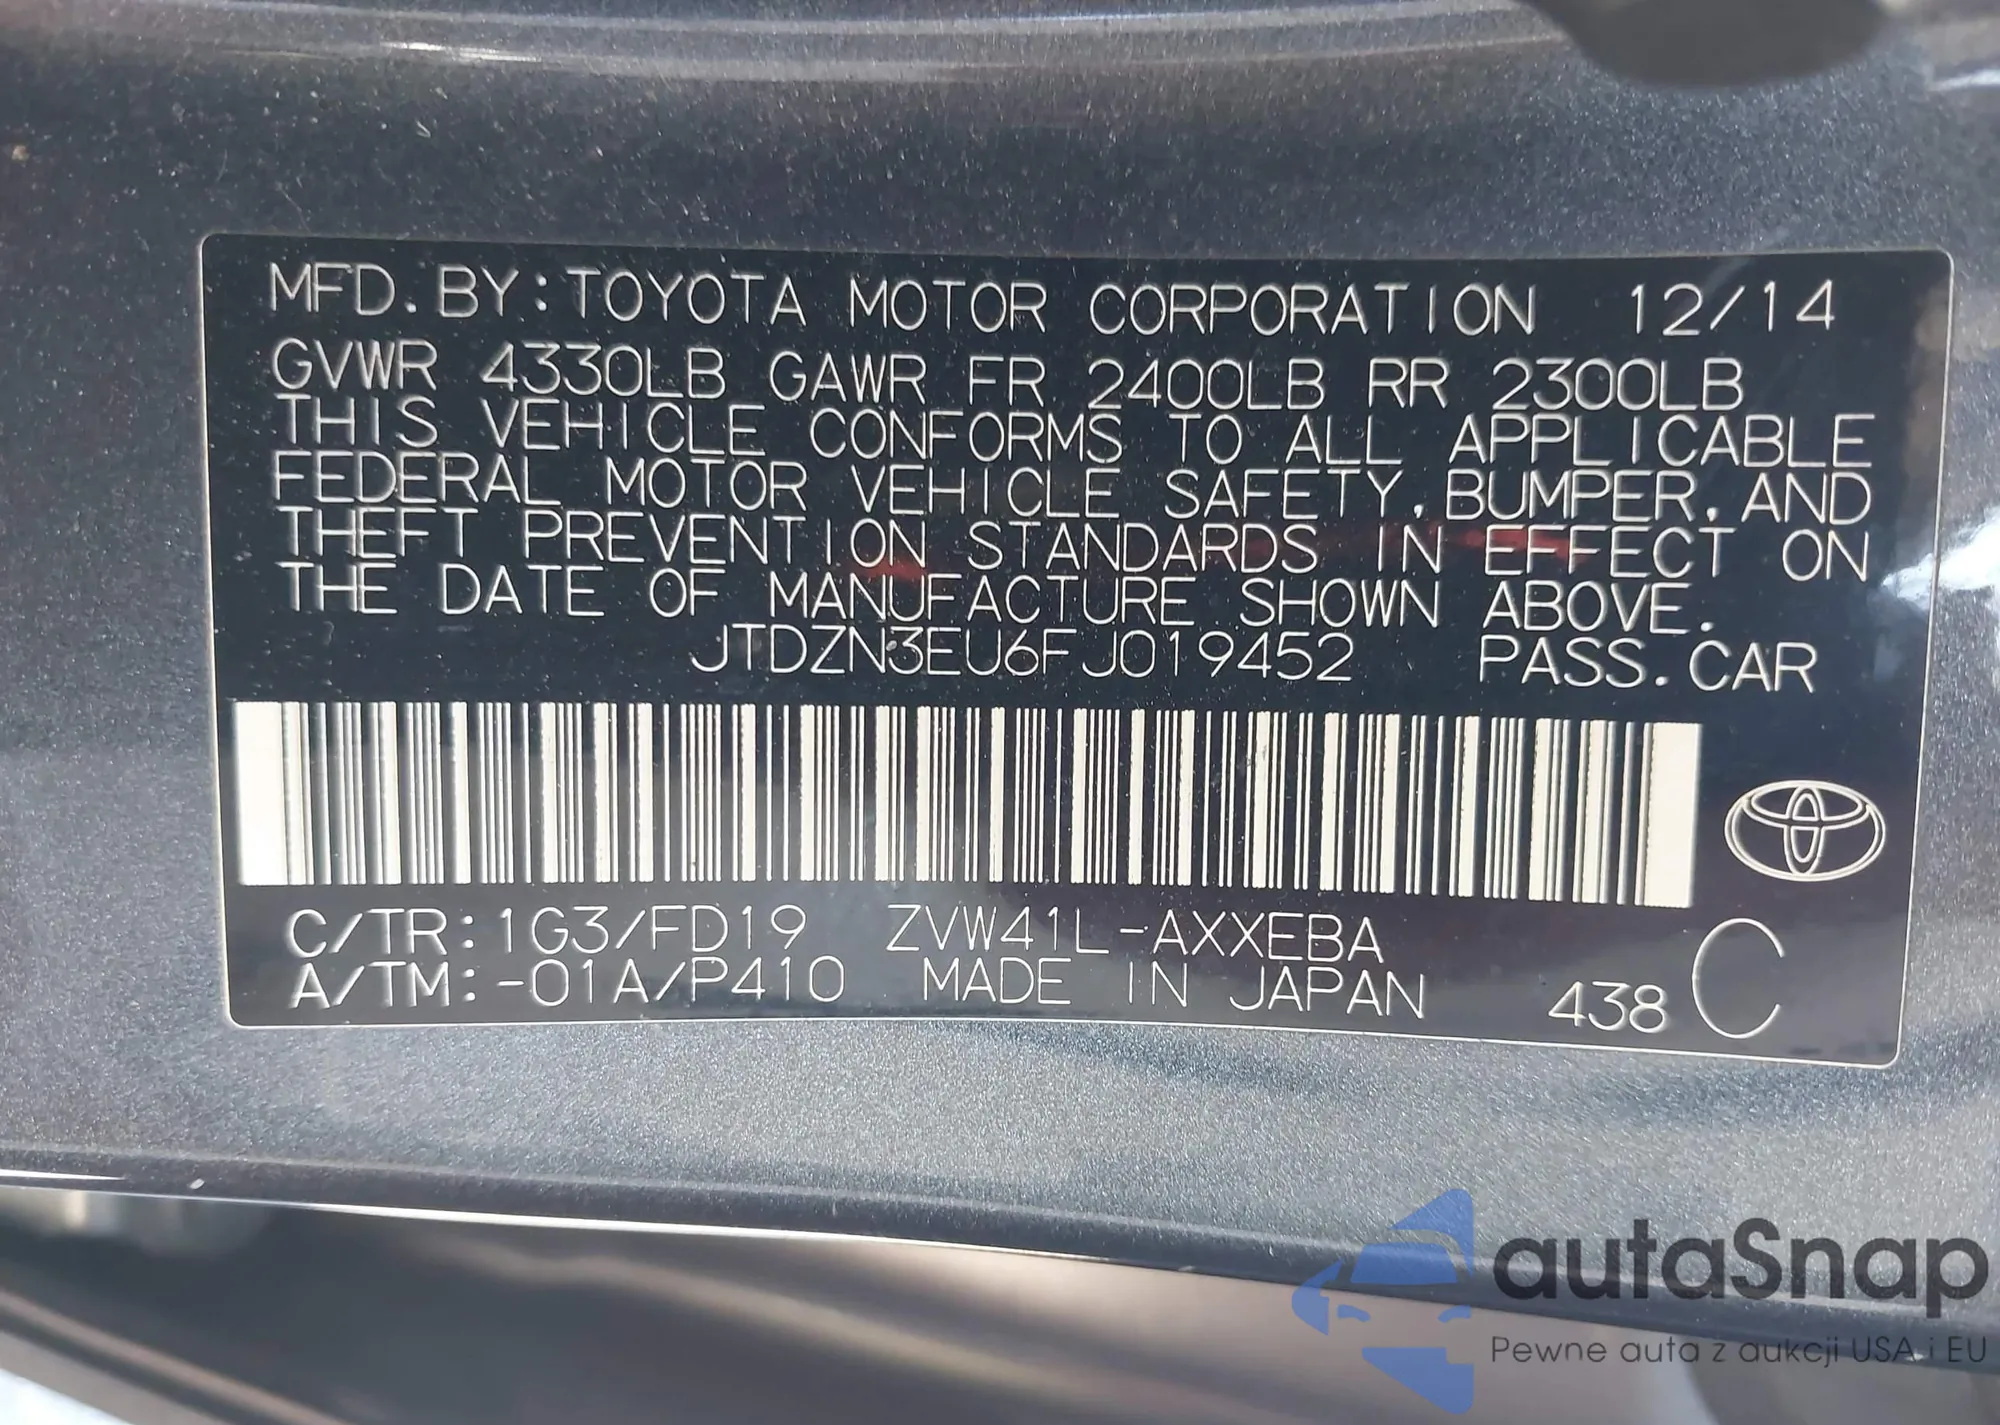 MFD. BY: TOYOTA MOTOR CORPORATION 12/14
GVWR 4330LB GAWR FR 2400LB RR 2300LB
THIS VEHICLE CONFORMS TO ALL APPLICABLE
FEDERAL MOTOR VEHICLE SAFETY, BUMPER, AND
THEFT PREVENTION STANDARDS IN EFFECT ON
THE DATE OF MANUFACTURE SHOWN ABOVE.
JTDZN3EU6FJ019452 PASS. CAR
C/TR: 1G3/FD19 ZVW41L-AXXEBA
A/TM: -01A/P410 MADE IN JAPAN 438 C
autaSnap
Pewne auta z aukcji USA i EU